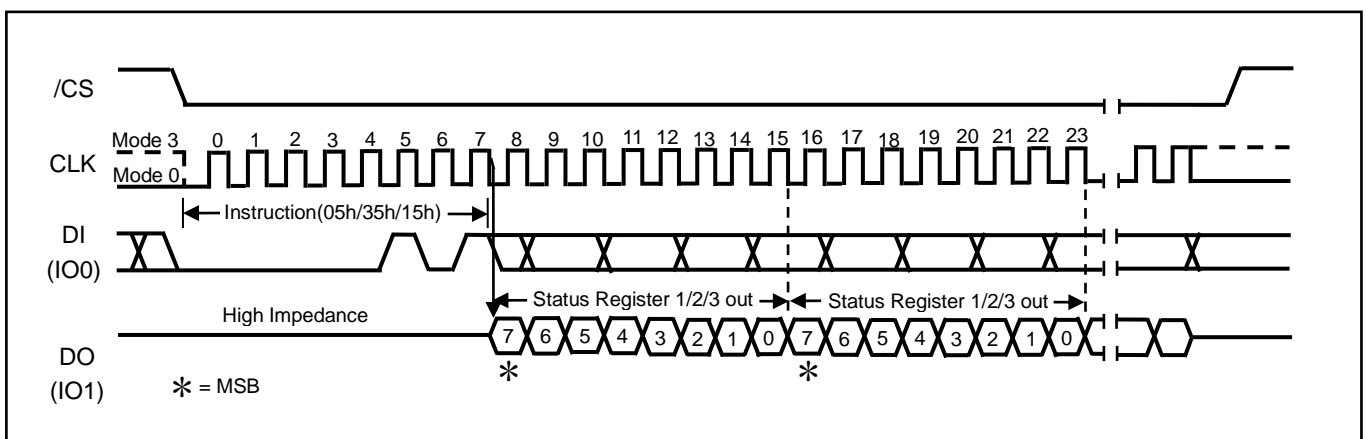 /CS
Mode 3
0 1 2 3 4 5 6 7 8 9 10 11 12 13 14 15 16 17 18 19 20 21 22 23
CLK
Mode 0
Instruction(05h/35h/15h)
DI
(IO0)
Status Register 1/2/3 out Status Register 1/2/3 out
High Impedance
DO
7 6 5 4 3 2 1 0 7 6 5 4 3 2 1 0
(IO1)
* *
* = MSB